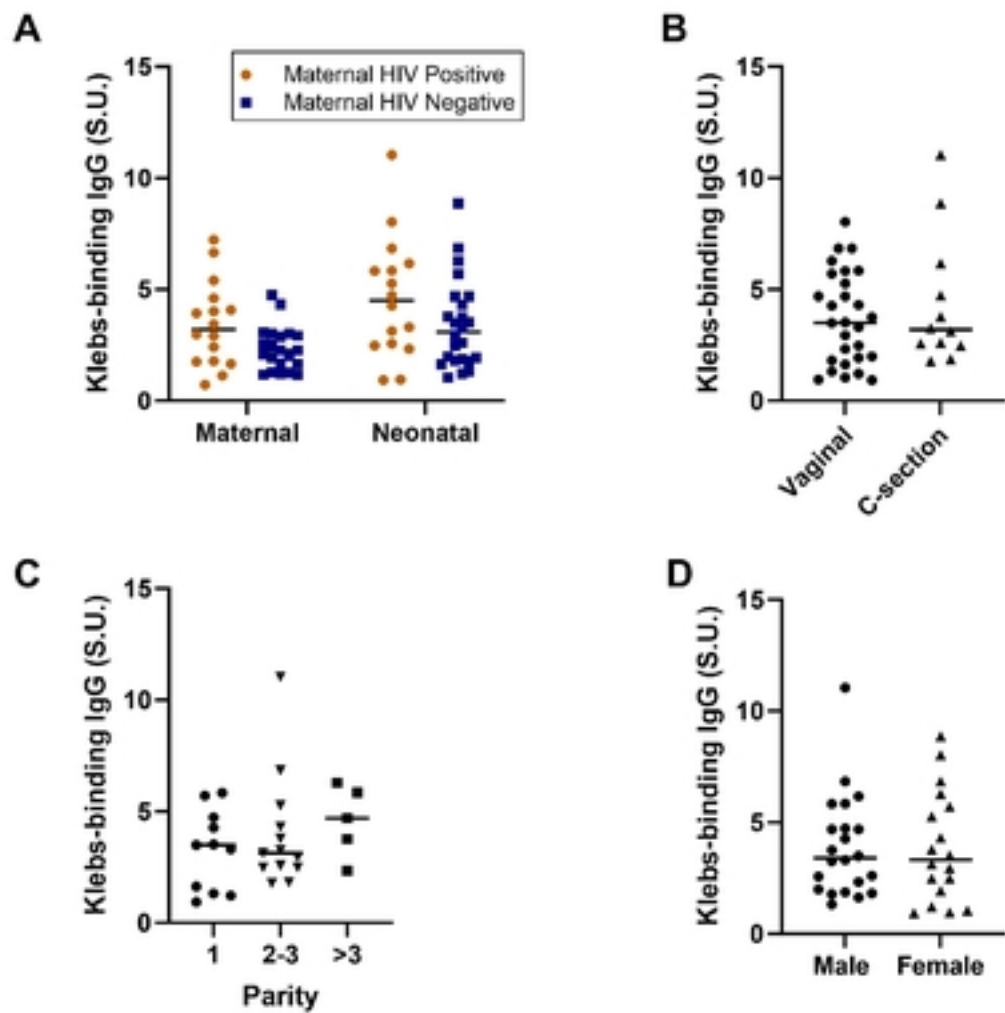 A
Klebs-binding IgG (S.U.)
15
10
5
0
Maternal HIV Positive
Maternal HIV Negative
Maternal Neonatal
B
Klebs-binding IgG (S.U.)
15
10
5
0
Vaginal C-section
C
Klebs-binding IgG (S.U.)
15
10
5
0
1 2-3 >3
Parity
D
Klebs-binding IgG (S.U.)
15
10
5
0
Male Female